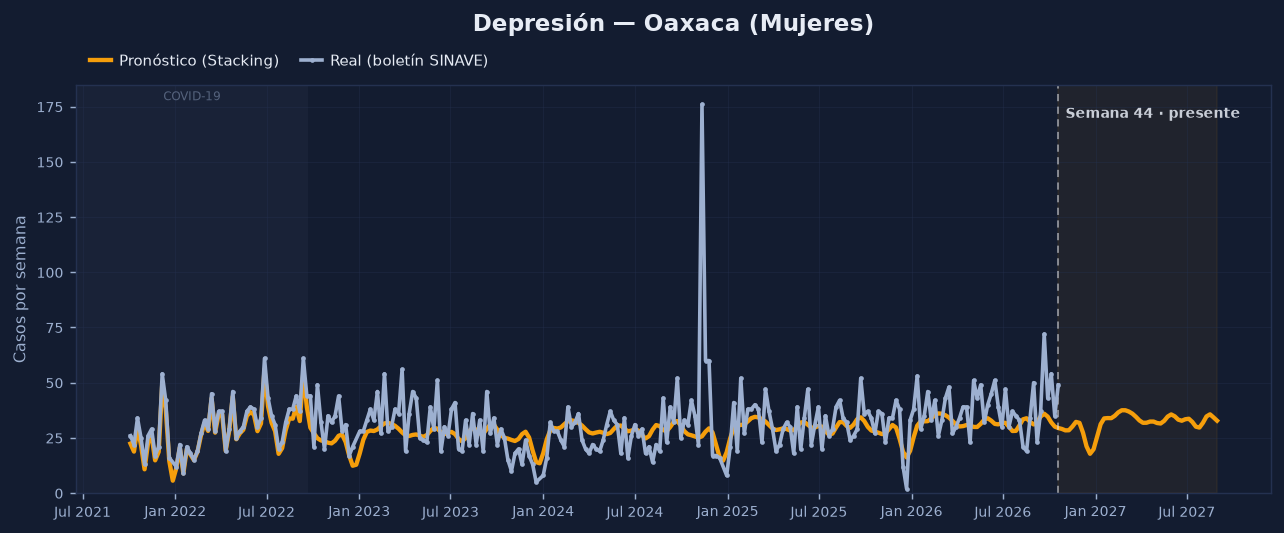 Depresión — Oaxaca (Mujeres)
Pronóstico (Stacking) Real (boletín SINAVE)
COVID-19
Semana 44 · presente
Casos por semana
175
150
125
100
75
50
25
0
Jul 2021 Jan 2022 Jul 2022 Jan 2023 Jul 2023 Jan 2024 Jul 2024 Jan 2025 Jul 2025 Jan 2026 Jul 2026 Jan 2027 Jul 2027